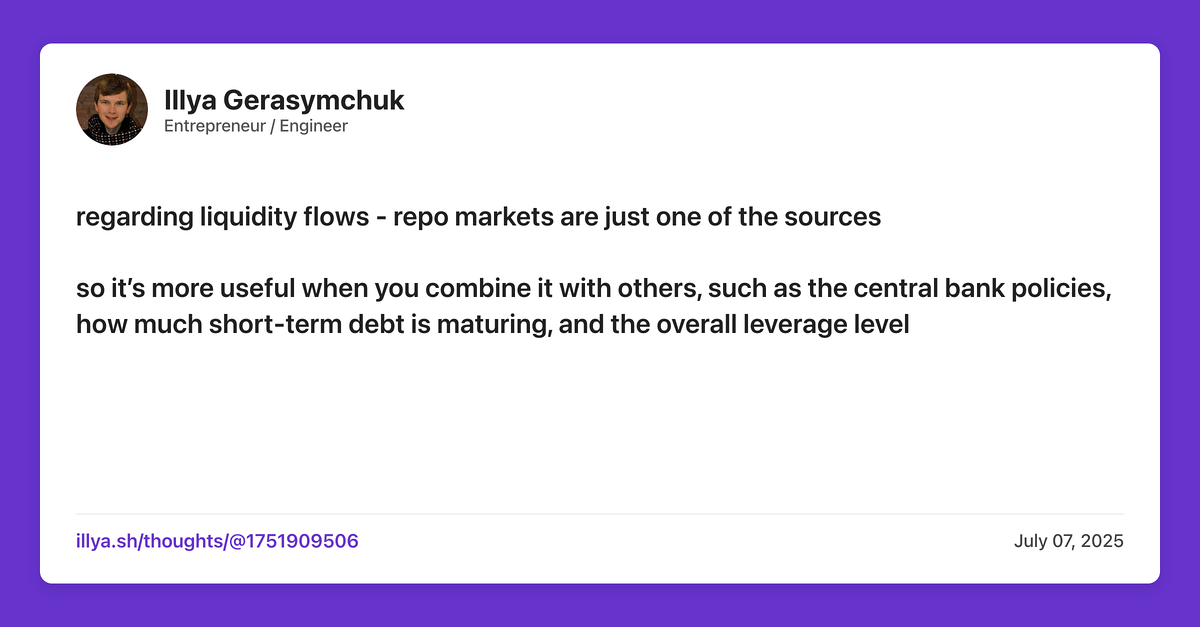 Illya Gerasymchuk
Entrepreneur / Engineer
regarding liquidity flows - repo markets are just one of the sources
so it’s more useful when you combine it with others, such as the central bank policies,
how much short-term debt is maturing, and the overall leverage level
illya.sh/thoughts/@1751909506
July 07, 2025